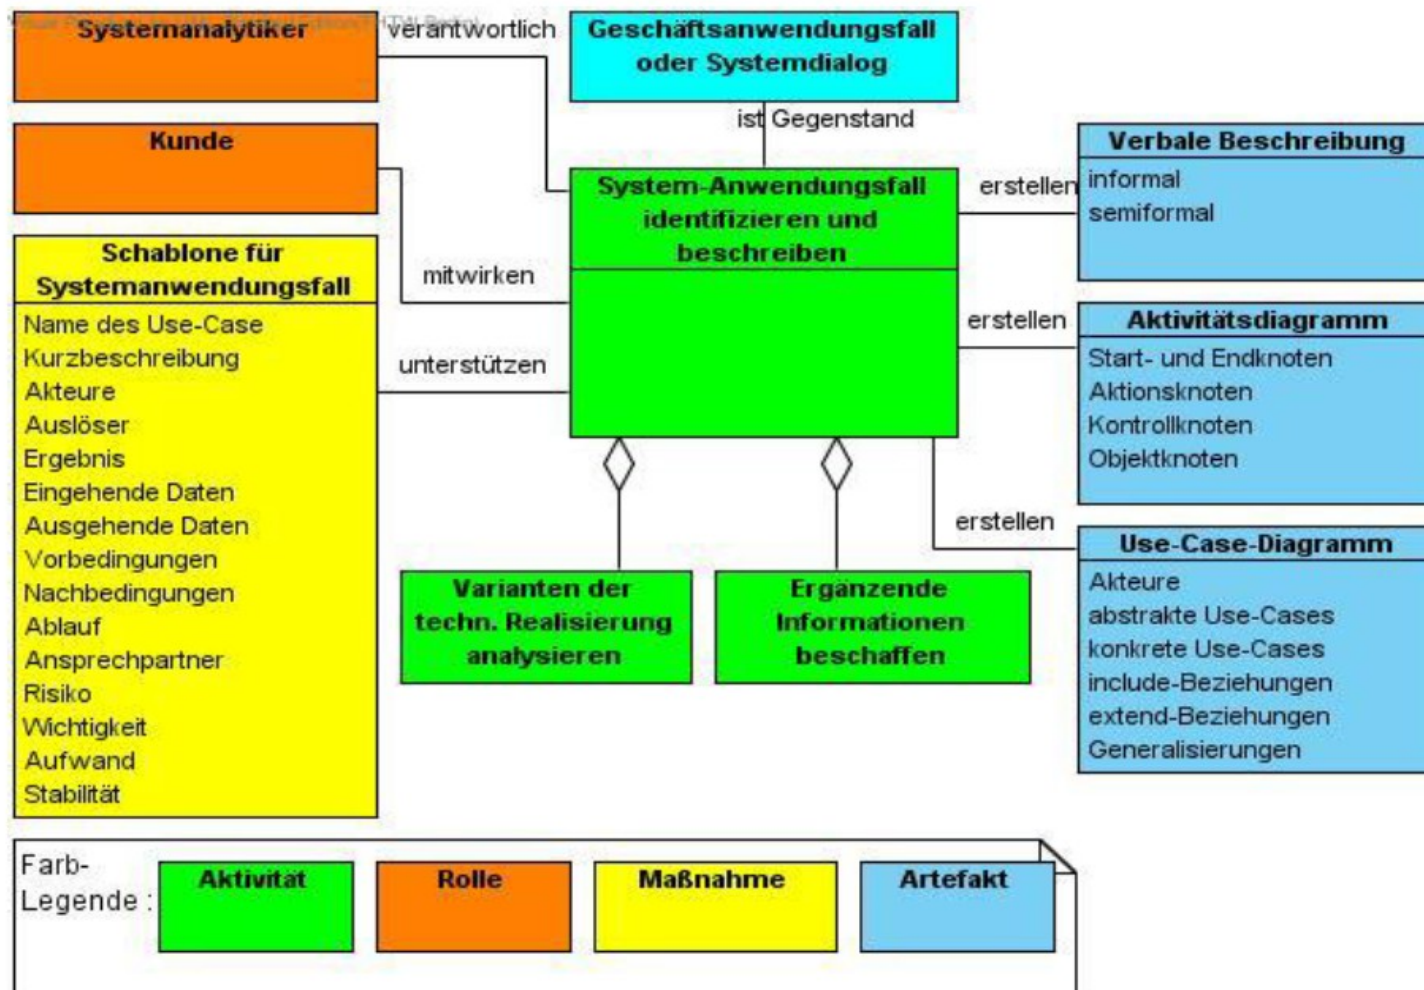 Systemanalytiker
verantwortlich
Geschäftsanwendungsfall
oder Systemdialog
ist Gegenstand
Kunde
Verbale Beschreibung
informal
semiformal
erstellen
System-Anwendungsfall
identifizieren und
beschreiben
mitwirken
Schablone für
Systemanwendungsfall
Name des Use-Case
Kurzbeschreibung
Akteure
Auslöser
Ergebnis
Eingehende Daten
Ausgehende Daten
Vorbedingungen
Nachbedingungen
Ablauf
Ansprechpartner
Risiko
Wichtigkeit
Aufwand
Stabilität
unterstützen
erstellen
Aktivitätsdiagramm
Start- und Endknoten
Aktionsknoten
Kontrollknoten
Objektknoten
erstellen
Use-Case-Diagramm
Akteure
abstrakte Use-Cases
konkrete Use-Cases
include-Beziehungen
extend-Beziehungen
Generalisierungen
Varianten der
techn. Realisierung
analysieren
Ergänzende
Informationen
beschaffen
Farb-
Legende :
Aktivität
Rolle
Maßnahme
Artefakt